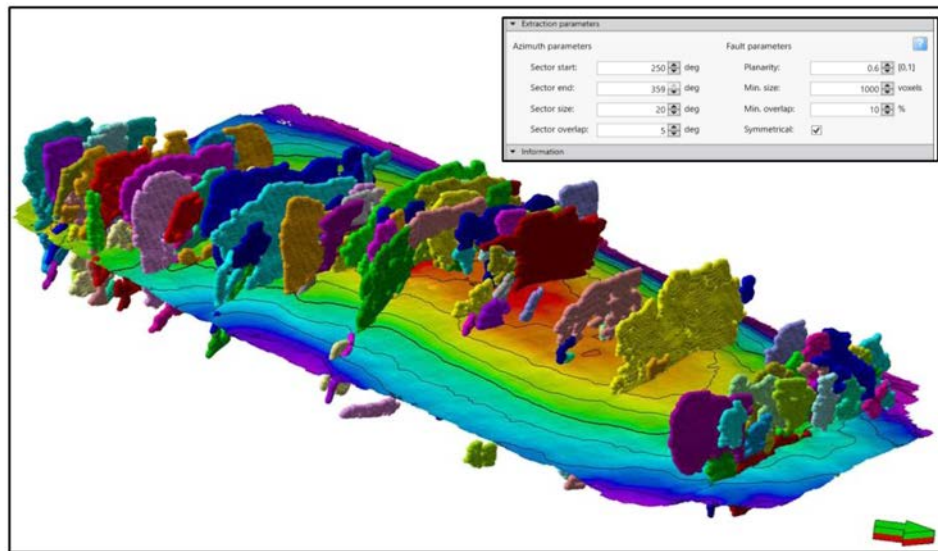 Extraction parameters
Azimuth parameters Fault parameters ?
Sector start: 250 deg Planarity: 0.6 [0,1]
Sector end: 359 deg Min. size: 1000 voxels
Sector size: 20 deg Min. overlap: 10 %
Sector overlap: 5 deg Symmetrical:
Information